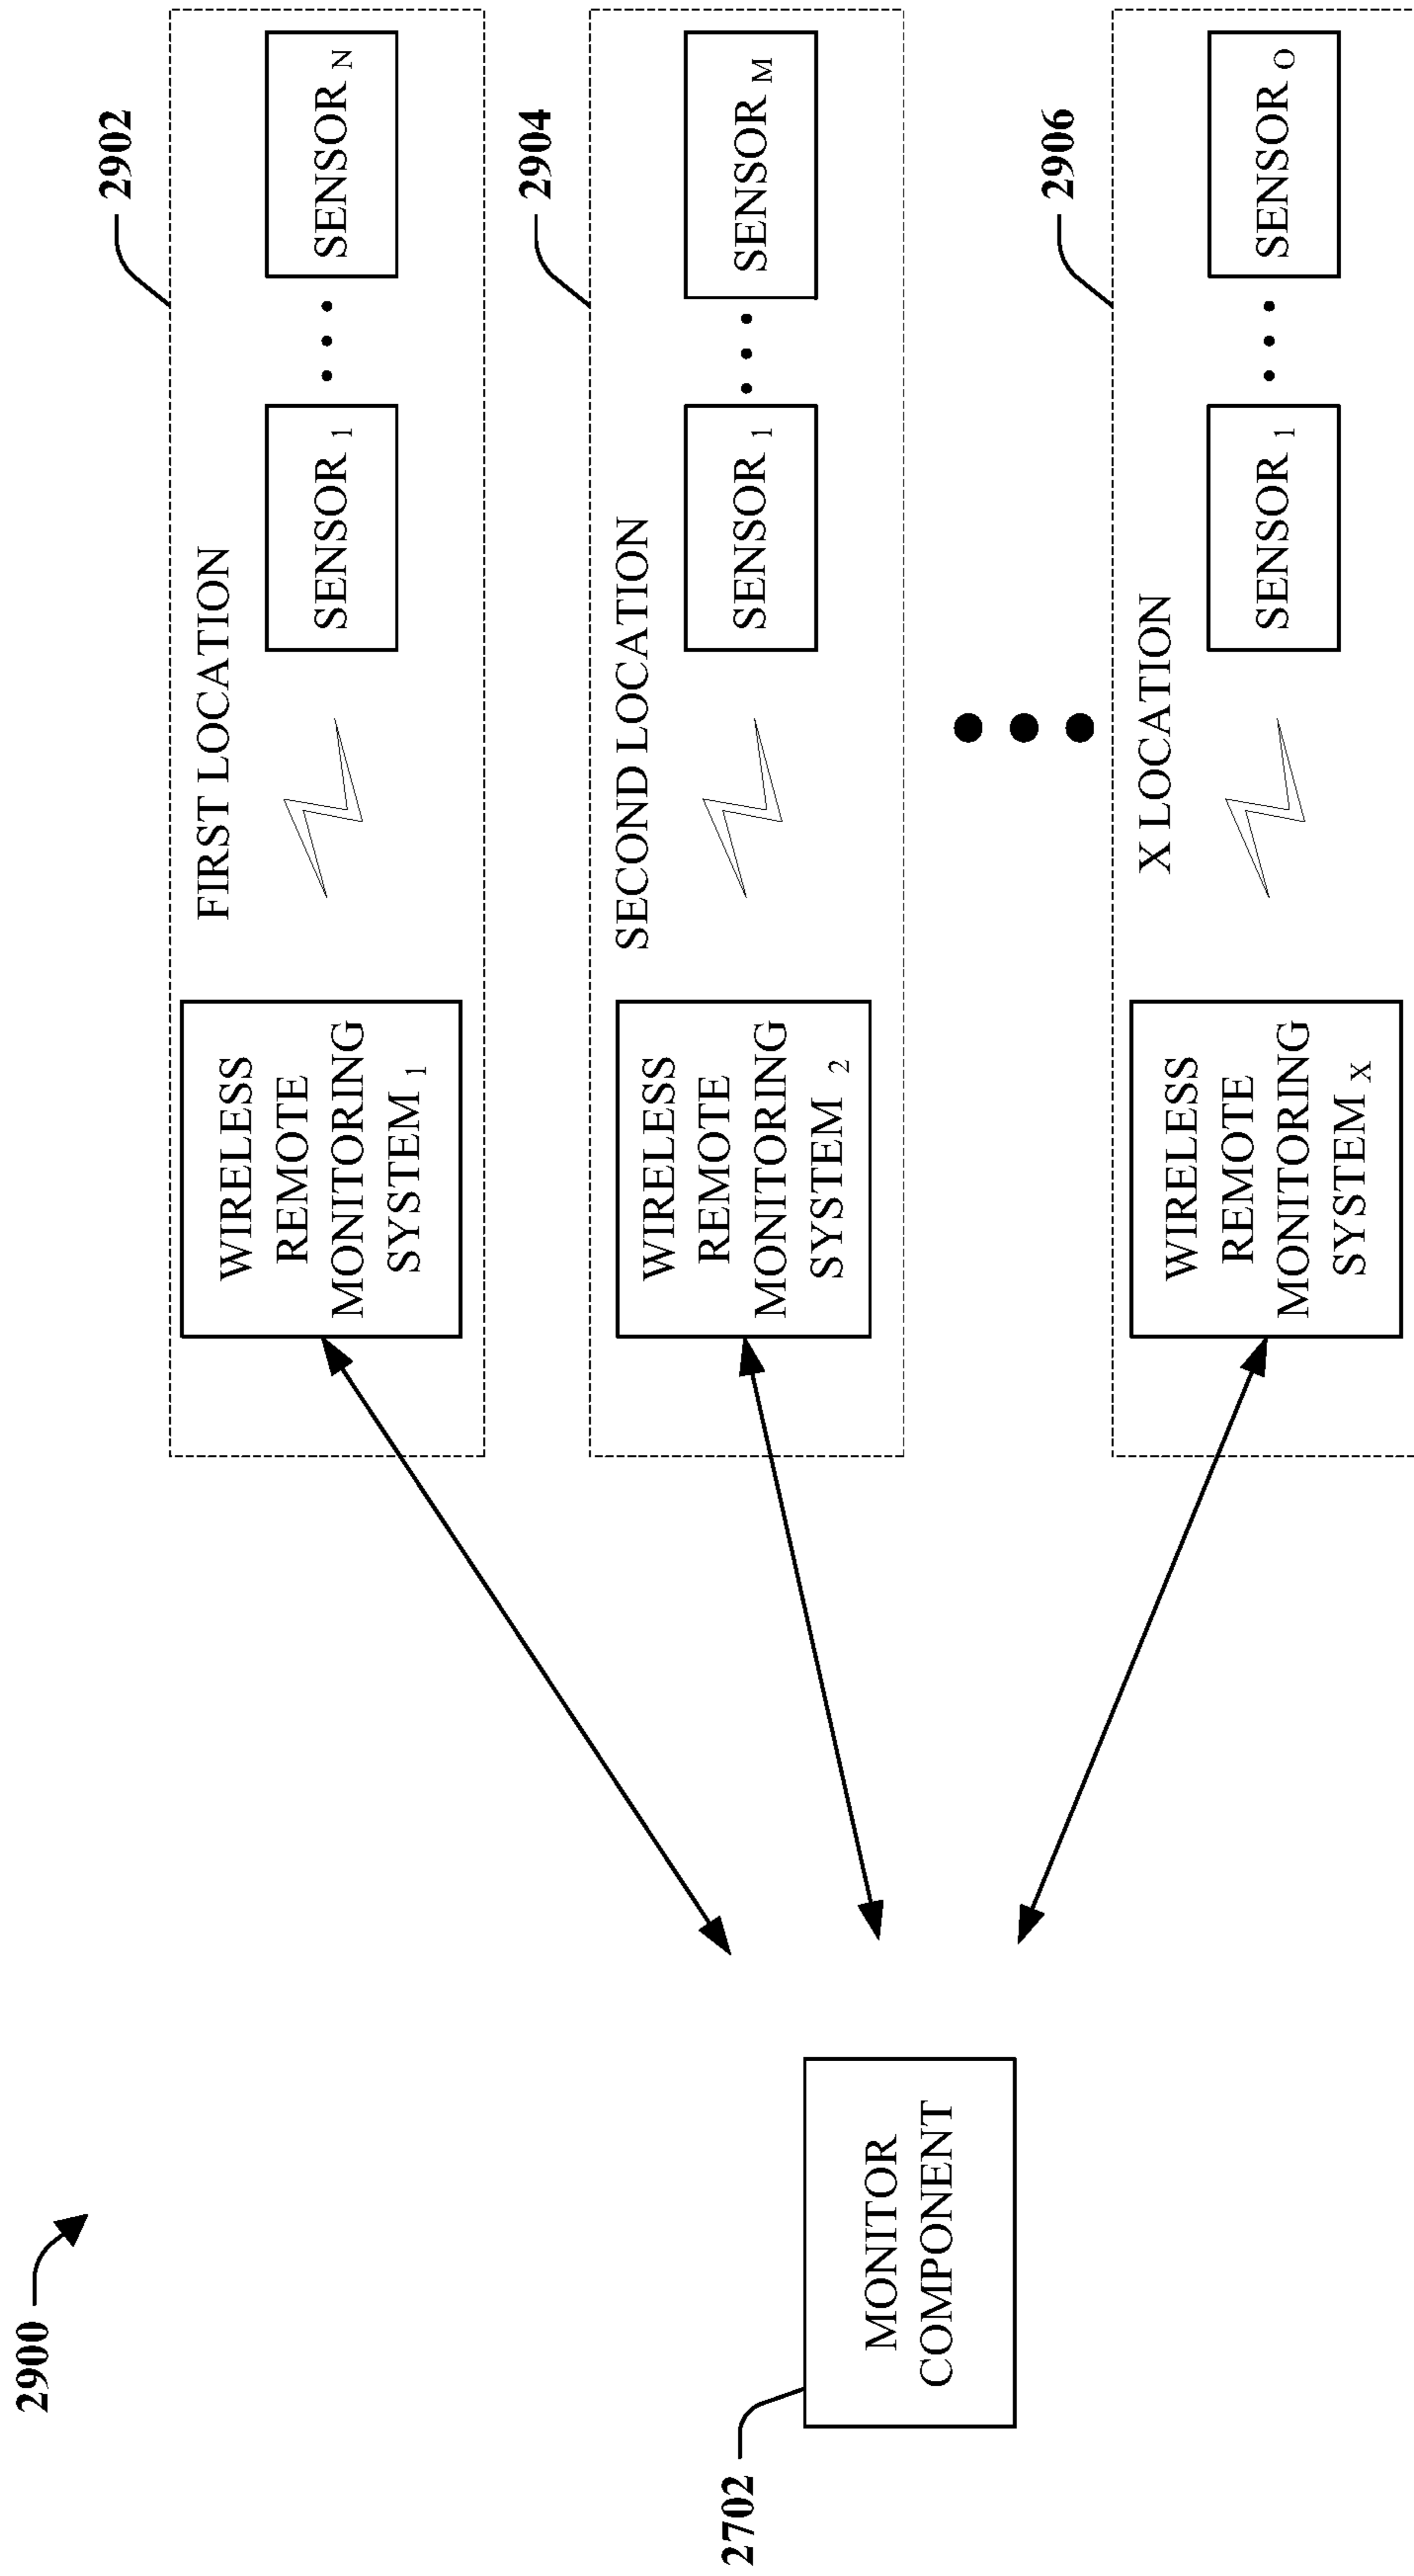 2900
2902
FIRST LOCATION
WIRELESS
REMOTE
MONITORING
SYSTEM 1
SENSOR 1
SENSOR N
2904
SECOND LOCATION
WIRELESS
REMOTE
MONITORING
SYSTEM 2
SENSOR 1
SENSOR M
2702
MONITOR
COMPONENT
2906
X LOCATION
WIRELESS
REMOTE
MONITORING
SYSTEM X
SENSOR 1
SENSOR O